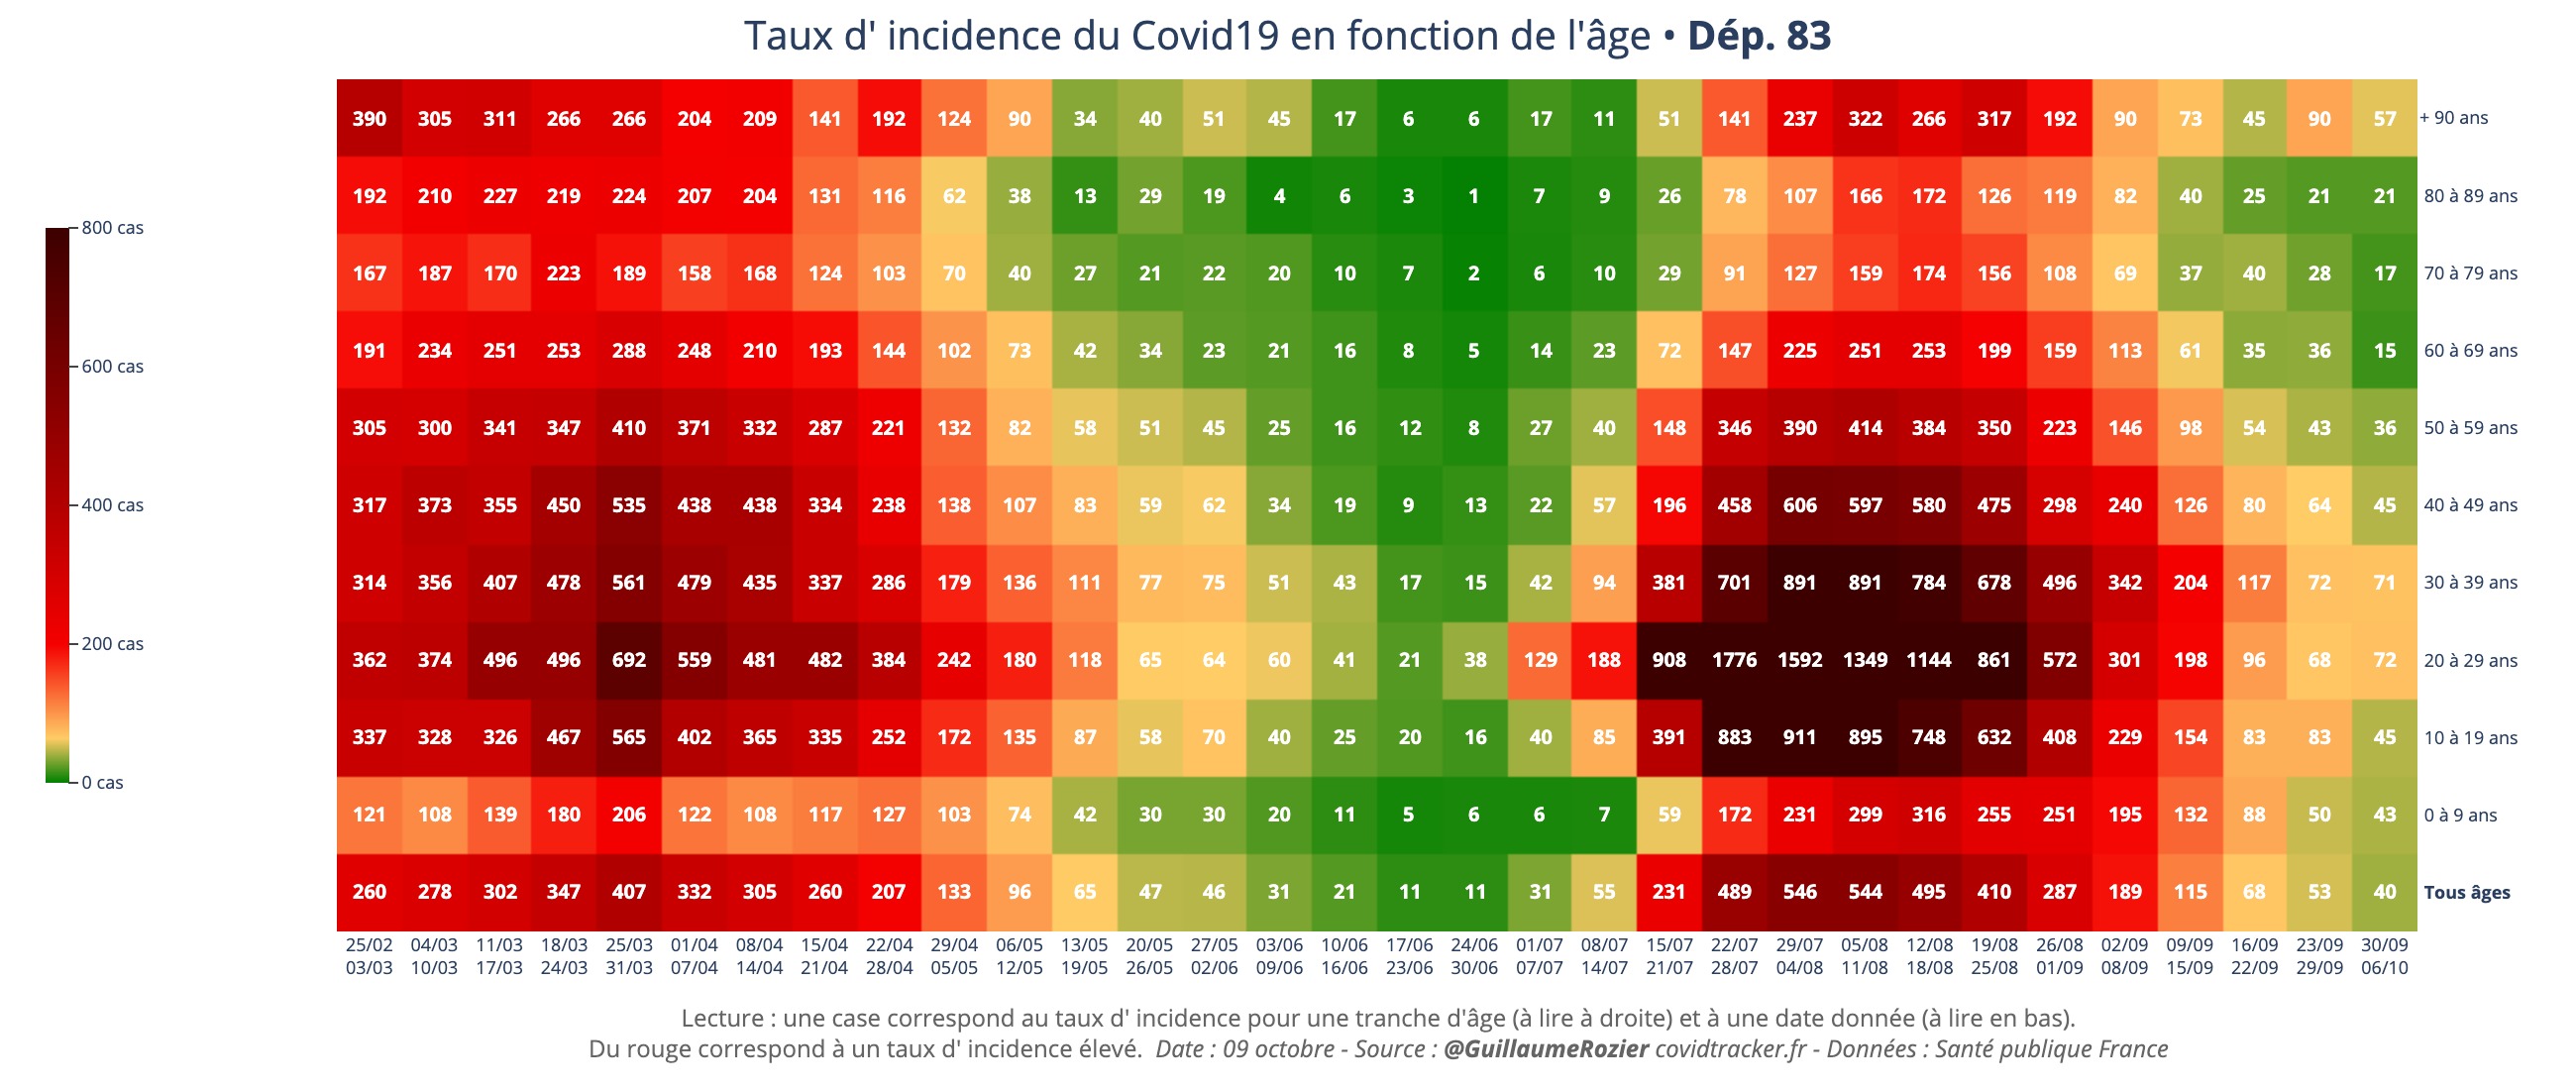 Taux d' incidence du Covid19 en fonction de l'âge • Dép. 83
800 cas
600 cas
400 cas
200 cas
0 cas
390 305 311 266 266 204 209 141 192 124 90 34 40 51 45 17 6 6 17 11 51 141 237 322 266 317 192 90 73 45 90 57 + 90 ans
192 210 227 219 224 207 204 131 116 62 38 13 29 19 4 6 3 1 7 9 26 78 107 166 172 126 119 82 40 25 21 21 80 à 89 ans
167 187 170 223 189 158 168 124 103 70 40 27 21 22 20 10 7 2 6 10 29 91 127 159 174 156 108 69 37 40 28 17 70 à 79 ans
191 234 251 253 288 248 210 193 144 102 73 42 34 23 21 16 8 5 14 23 72 147 225 251 253 199 159 113 61 35 36 15 60 à 69 ans
305 300 341 347 410 371 332 287 221 132 82 58 51 45 25 16 12 8 27 40 148 346 390 414 384 350 223 146 98 54 43 36 50 à 59 ans
317 373 355 450 535 438 438 334 238 138 107 83 59 62 34 19 9 13 22 57 196 458 606 597 580 475 298 240 126 80 64 45 40 à 49 ans
314 356 407 478 561 479 435 337 286 179 136 111 77 75 51 43 17 15 42 94 381 701 891 891 784 678 496 342 204 117 72 71 30 à 39 ans
362 374 496 496 692 559 481 482 384 242 180 118 65 64 60 41 21 38 129 188 908 1776 1592 1349 1144 861 572 301 198 96 68 72 20 à 29 ans
337 328 326 467 565 402 365 335 252 172 135 87 58 70 40 25 20 16 40 85 391 883 911 895 748 632 408 229 154 83 83 45 10 à 19 ans
121 108 139 180 206 122 108 117 127 103 74 42 30 30 20 11 5 6 6 7 59 172 231 299 316 255 251 195 132 88 50 43 0 à 9 ans
260 278 302 347 407 332 305 260 207 133 96 65 47 46 31 21 11 11 31 55 231 489 546 544 495 410 287 189 115 68 53 40 Tous âges
25/02 04/03 11/03 18/03 25/03 01/04 08/04 15/04 22/04 29/04 06/05 13/05 20/05 27/05 03/06 10/06 17/06 24/06 01/07 08/07 15/07 22/07 29/07 05/08 12/08 19/08 26/08 02/09 09/09 16/09 23/09 30/09
03/03 10/03 17/03 24/03 31/03 07/04 14/04 21/04 28/04 05/05 12/05 19/05 26/05 02/06 09/06 16/06 23/06 30/06 07/07 14/07 21/07 28/07 04/08 11/08 18/08 25/08 01/09 08/09 15/09 22/09 29/09 06/10
Lecture : une case correspond au taux d' incidence pour une tranche d'âge (à lire à droite) et à une date donnée (à lire en bas).
Du rouge correspond à un taux d' incidence élevé. Date : 09 octobre - Source : @GuillaumeRozier covidtracker.fr - Données : Santé publique France